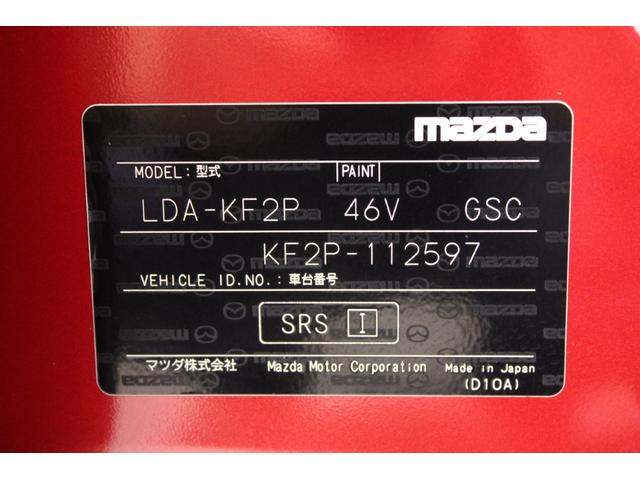 mazda
MODEL : 型式 PAINT
LDA-KF2P 46V GSC
KF2P-112597
VEHICLE ID.NO. : 車台番号
SRS I
マツダ株式会社 Mazda Motor Corporation Made in Japan
(D10A)